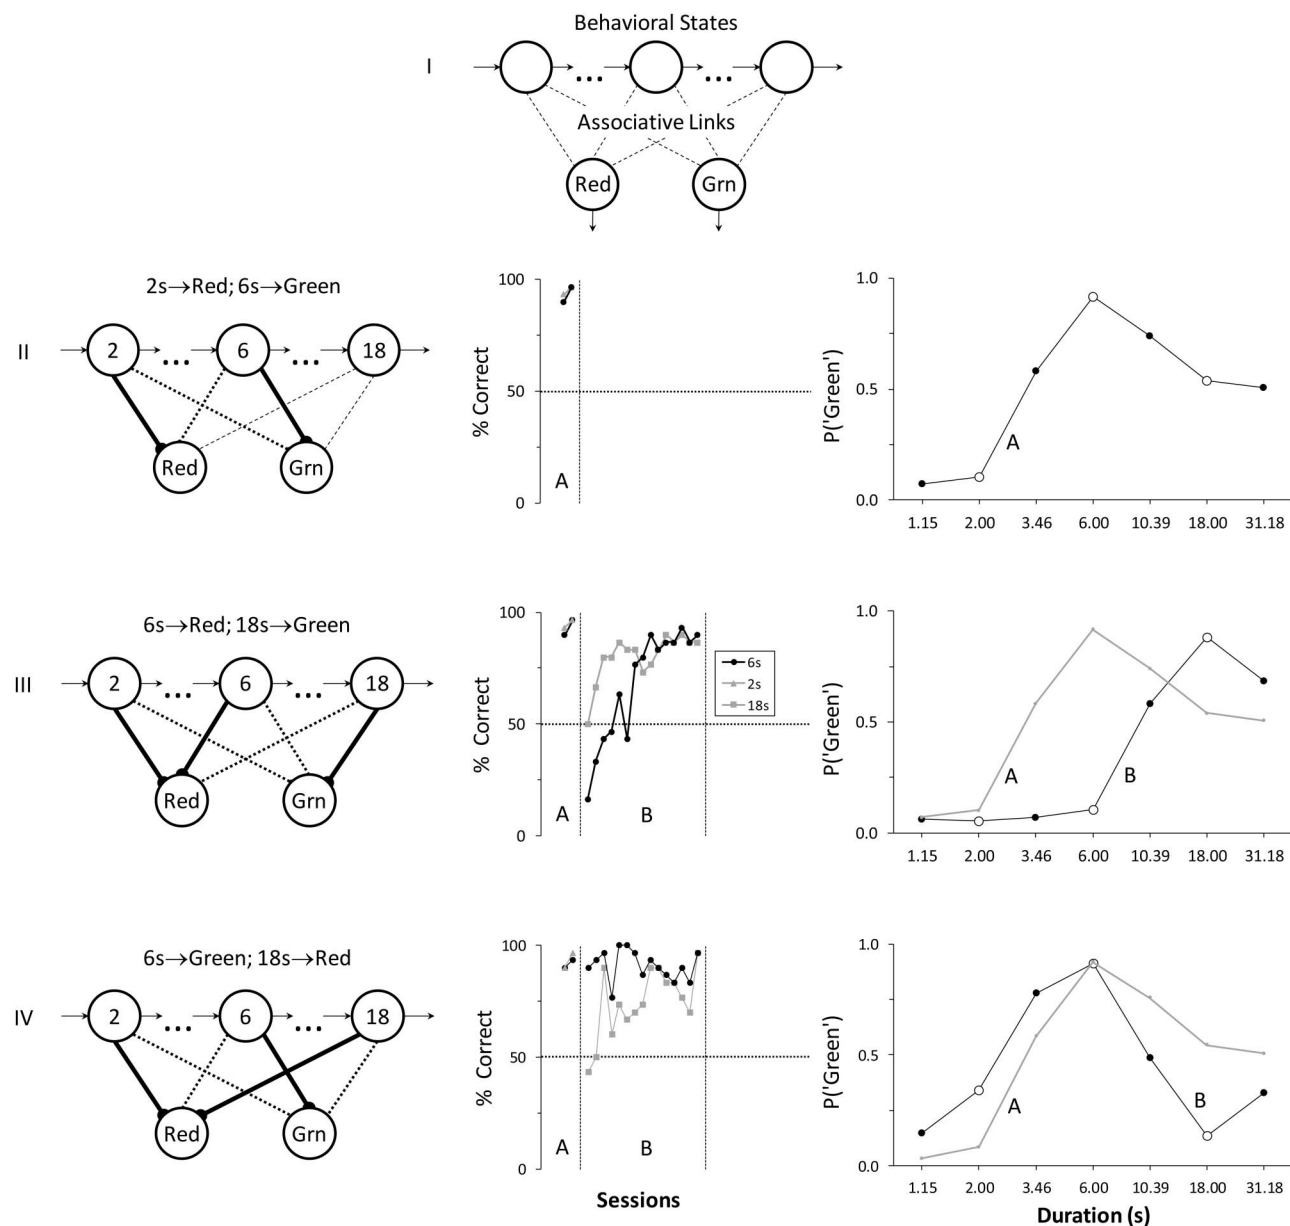 Behavioral States
I
...
...
Associative Links
Red
Grn
2s→Red; 6s→Green
II
2
...
6
...
18
Red
Grn
% Correct
100
50
0
A
P('Green')
1.0
0.5
0.0
A
1.15 2.00 3.46 6.00 10.39 18.00 31.18
6s→Red; 18s→Green
III
2
...
6
...
18
Red
Grn
% Correct
100
50
0
A
B
6s
2s
18s
P('Green')
1.0
0.5
0.0
A
B
1.15 2.00 3.46 6.00 10.39 18.00 31.18
6s→Green; 18s→Red
IV
2
...
6
...
18
Red
Grn
% Correct
100
50
0
A
B
Sessions
P('Green')
1.0
0.5
0.0
A
B
1.15 2.00 3.46 6.00 10.39 18.00 31.18
Duration (s)